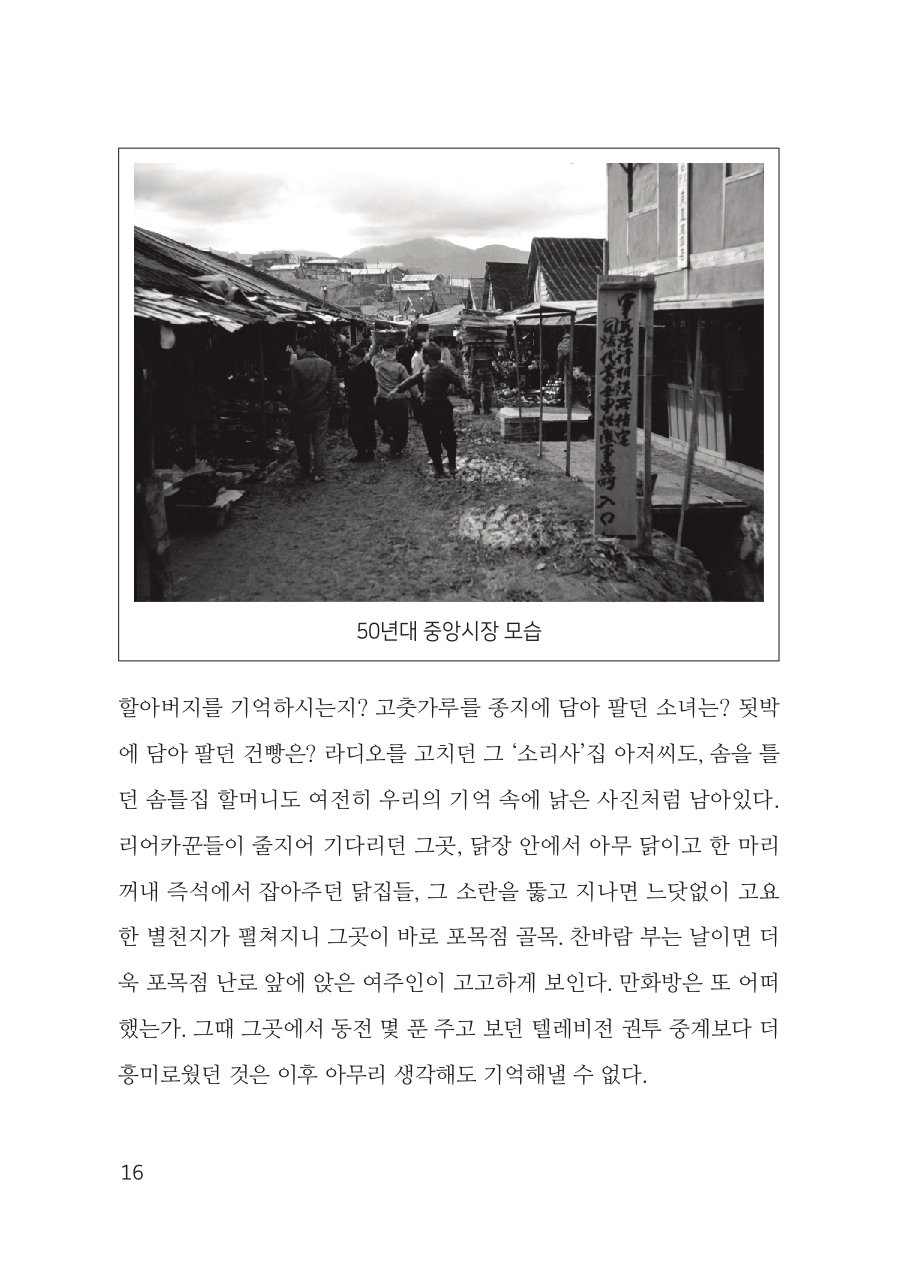 軍民法律相談所指定
入口
50년대 중앙시장 모습
할아버지를 기억하시는지? 고춧가루를 종지에 담아 팔던 소녀는? 됫박
에 담아 팔던 건빵은? 라디오를 고치던 그 ‘소리사’집 아저씨도, 솜을 틀
던 솜틀집 할머니도 여전히 우리의 기억 속에 낡은 사진처럼 남아있다.
리어카꾼들이 줄지어 기다리던 그곳, 닭장 안에서 아무 닭이고 한 마리
꺼내 즉석에서 잡아주던 닭집들, 그 소란을 뚫고 지나면 느닷없이 고요
한 별천지가 펼쳐지니 그곳이 바로 포목점 골목. 찬바람 부는 날이면 더
욱 포목점 난로 앞에 앉은 여주인이 고고하게 보인다. 만화방은 또 어떠
했는가. 그때 그곳에서 동전 몇 푼 주고 보던 텔레비전 권투 중계보다 더
흥미로웠던 것은 이후 아무리 생각해도 기억해낼 수 없다.
16